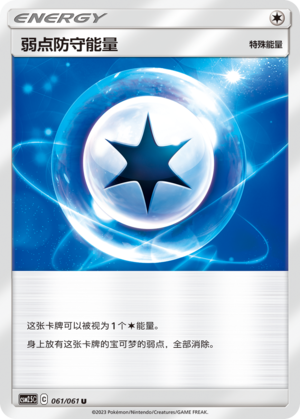 ENERGY
弱点防守能量
特殊能量
这张卡牌可以被视为1个能量。
身上放有这张卡牌的宝可梦的弱点，全部消除。
CSM2.5C C 061/061 U
©2023 Pokémon/Nintendo/Creatures/GAME FREAK.